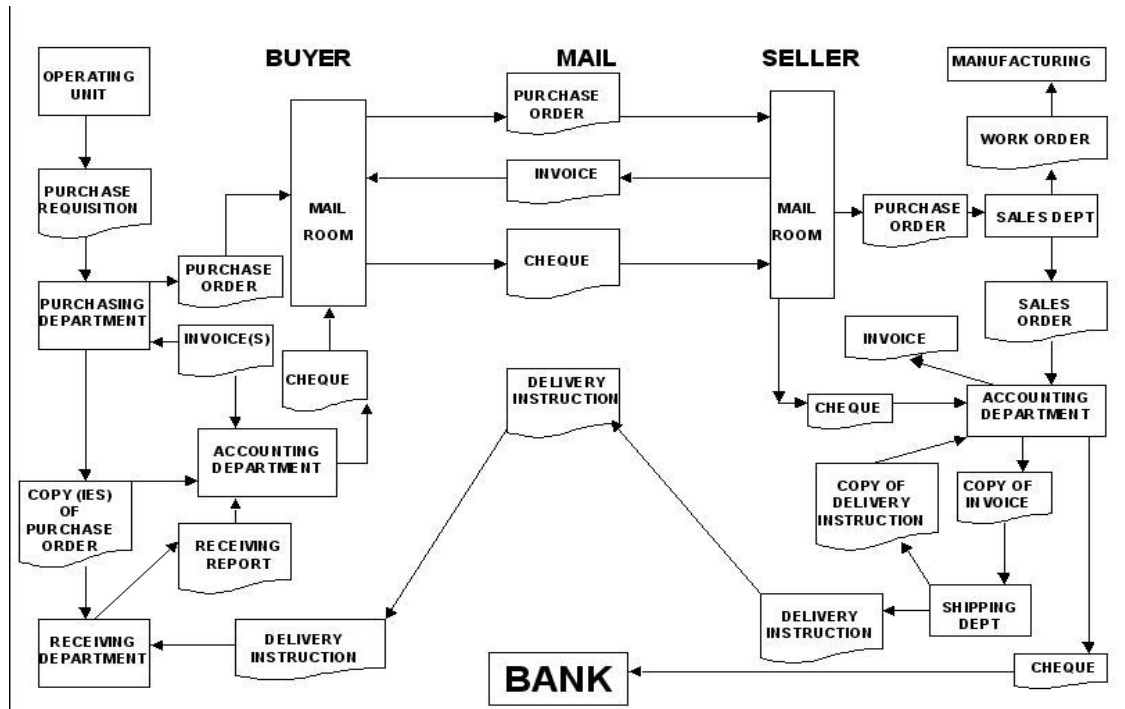 BUYER
MAIL
SELLER
OPERATING
UNIT
PURCHASE
REQUISITION
PURCHASING
DEPARTMENT
PURCHASE
ORDER
INVOICE(S)
CHEQUE
MAIL
ROOM
ACCOUNTING
DEPARTMENT
COPY (IES)
OF
PURCHASE
ORDER
RECEIVING
REPORT
RECEIVING
DEPARTMENT
DELIVERY
INSTRUCTION
PURCHASE
ORDER
INVOICE
CHEQUE
DELIVERY
INSTRUCTION
BANK
MAIL
ROOM
PURCHASE
ORDER
SALES DEPT
WORK ORDER
MANUFACTURING
SALES
ORDER
INVOICE
CHEQUE
ACCOUNTING
DEPARTMENT
COPY OF
DELIVERY
INSTRUCTION
COPY OF
INVOICE
SHIPPING
DEPT
DELIVERY
INSTRUCTION
CHEQUE